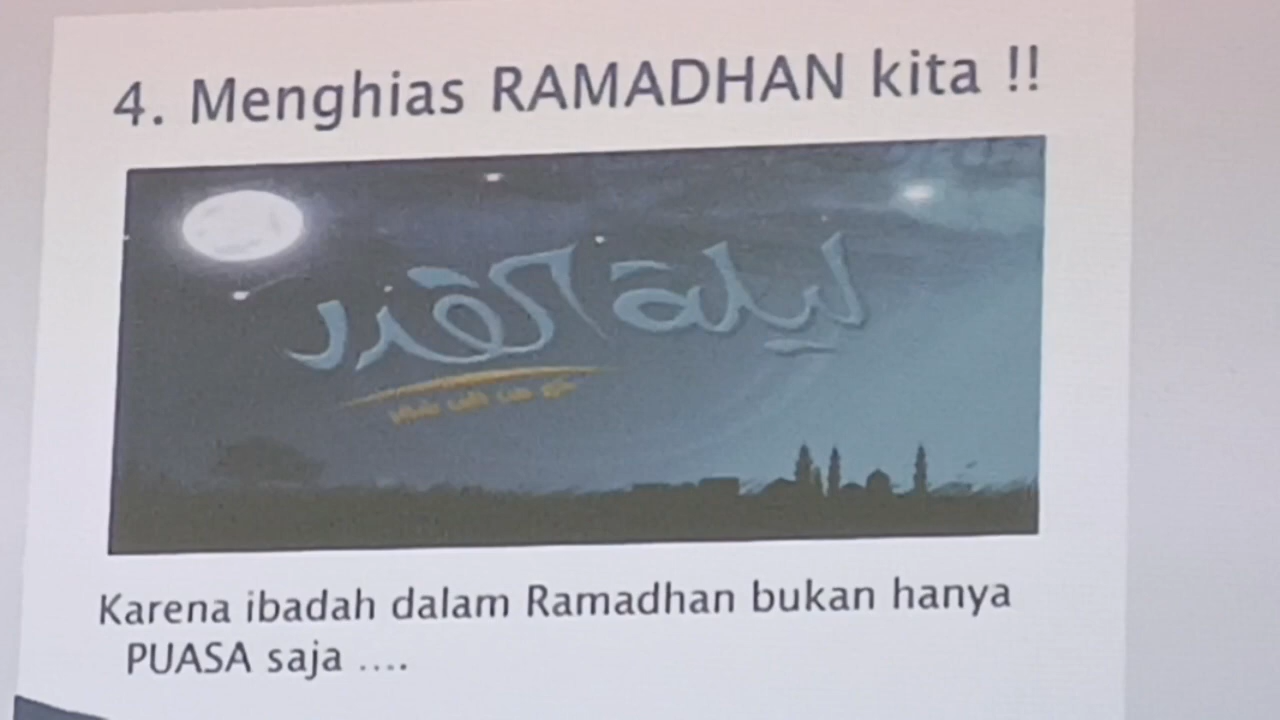 4. Menghias RAMADHAN kita !!
ليلة القدر
Karena ibadah dalam Ramadhan bukan hanya
PUASA saja ....